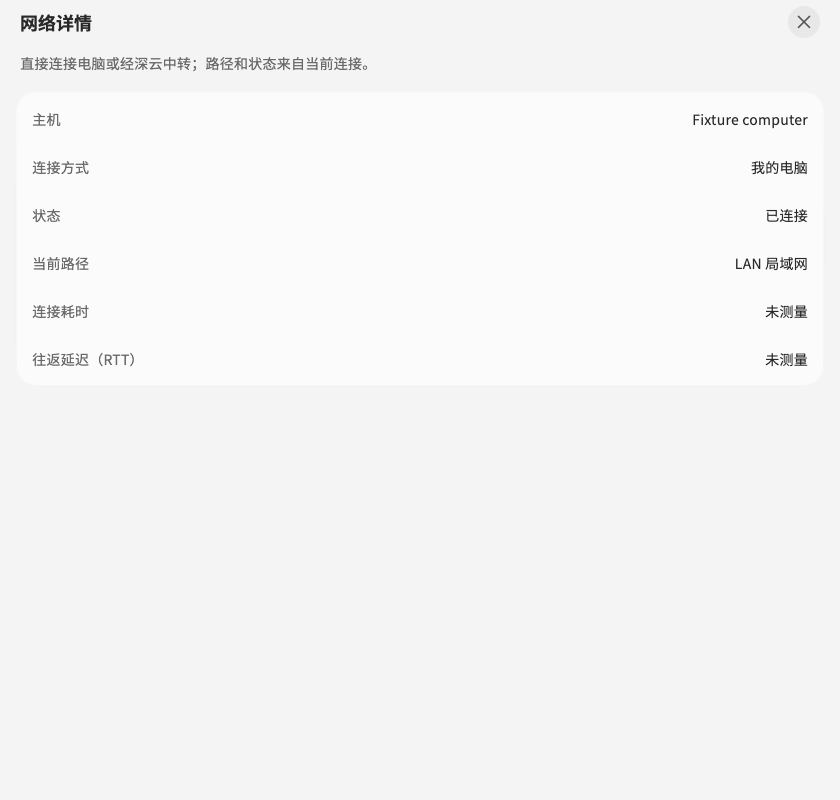 网络详情
直接连接电脑或经深云中转；路径和状态来自当前连接。
主机 Fixture computer
连接方式 我的电脑
状态 已连接
当前路径 LAN 局域网
连接耗时 未测量
往返延迟（RTT） 未测量